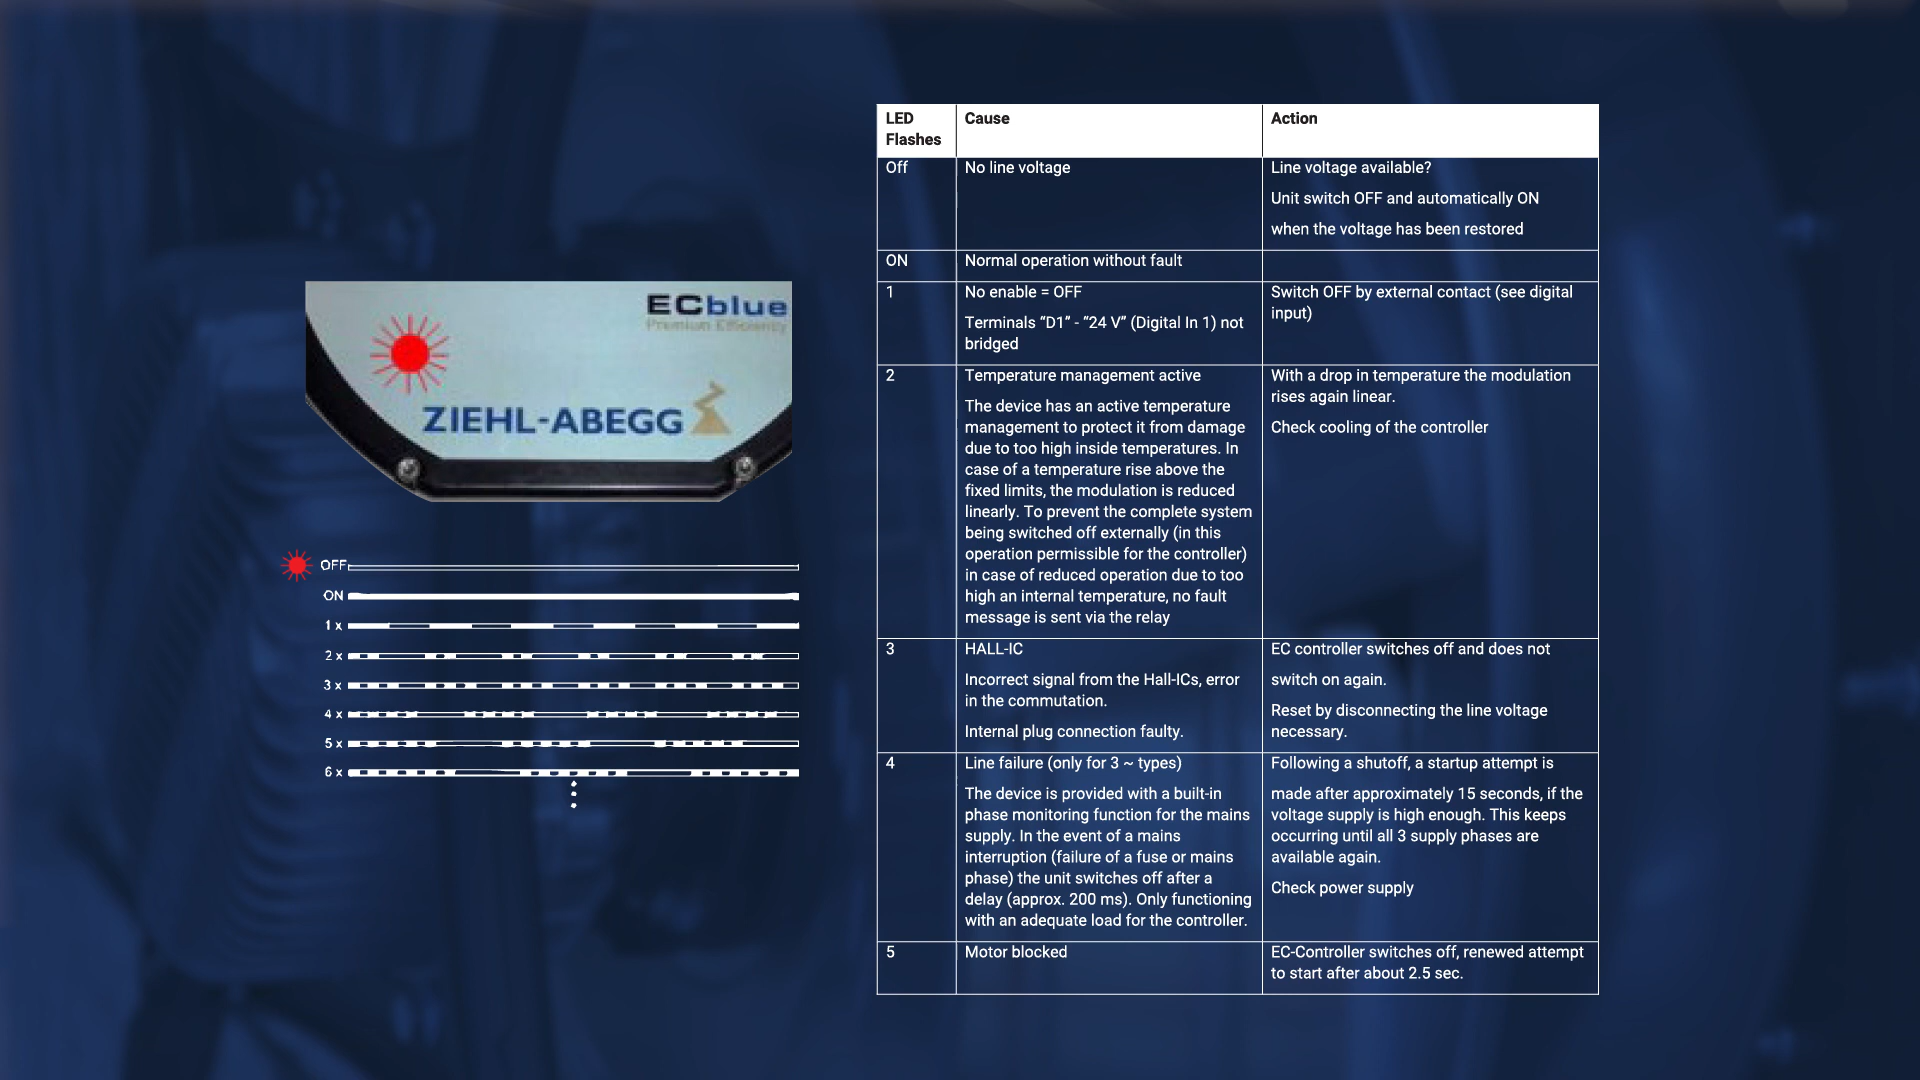 ECblue
Premium Efficiency
ZIEHL-ABEGG
OFF
ON
1 x
2 x
3 x
4 x
5 x
6 x
LED
Flashes
Cause
Action
Off
No line voltage
Line voltage available?
Unit switch OFF and automatically ON
when the voltage has been restored
ON
Normal operation without fault
1
No enable = OFF
Terminals “D1” - “24 V” (Digital In 1) not
bridged
Switch OFF by external contact (see digital
input)
2
Temperature management active
The device has an active temperature
management to protect it from damage
due to too high inside temperatures. In
case of a temperature rise above the
fixed limits, the modulation is reduced
linearly. To prevent the complete system
being switched off externally (in this
operation permissible for the controller)
in case of reduced operation due to too
high an internal temperature, no fault
message is sent via the relay
With a drop in temperature the modulation
rises again linear.
Check cooling of the controller
3
HALL-IC
Incorrect signal from the Hall-ICs, error
in the commutation.
Internal plug connection faulty.
EC controller switches off and does not
switch on again.
Reset by disconnecting the line voltage
necessary.
4
Line failure (only for 3 ~ types)
The device is provided with a built-in
phase monitoring function for the mains
supply. In the event of a mains
interruption (failure of a fuse or mains
phase) the unit switches off after a
delay (approx. 200 ms). Only functioning
with an adequate load for the controller.
Following a shutoff, a startup attempt is
made after approximately 15 seconds, if the
voltage supply is high enough. This keeps
occurring until all 3 supply phases are
available again.
Check power supply
5
Motor blocked
EC-Controller switches off, renewed attempt
to start after about 2.5 sec.